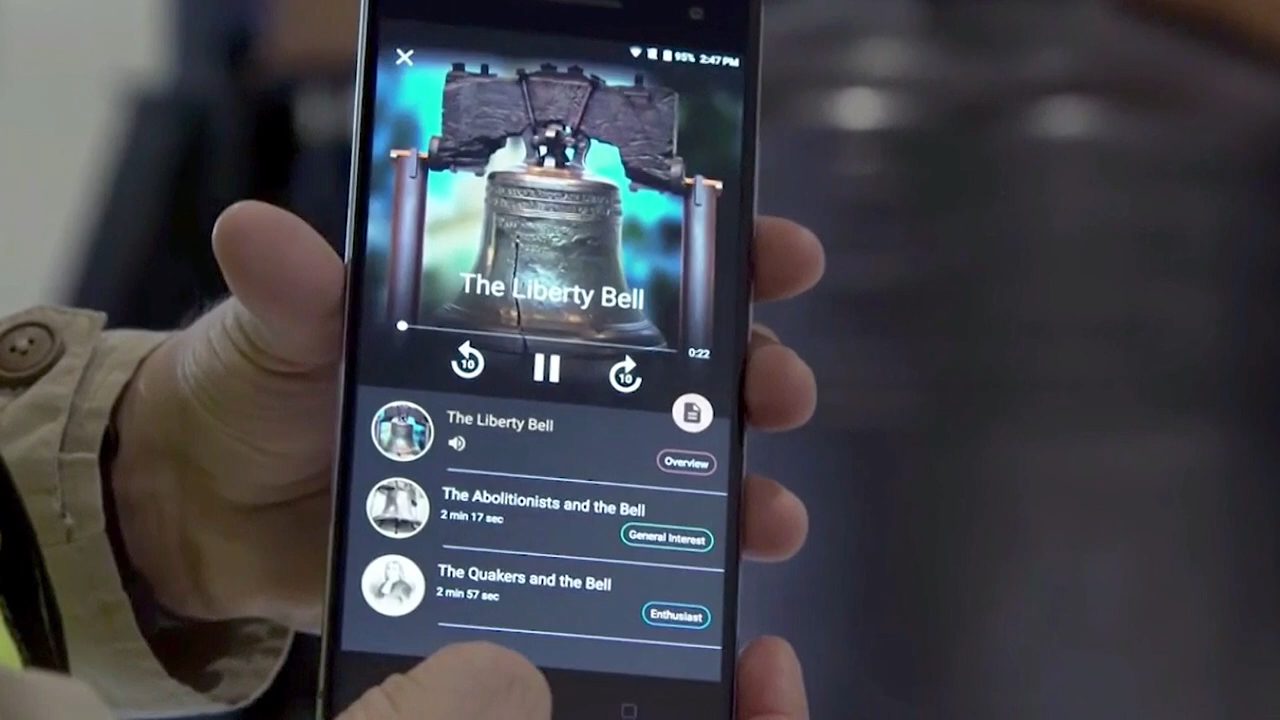 95% 2:47 PM
The Liberty Bell
0:22
10
10
The Liberty Bell
Overview
The Abolitionists and the Bell
2 min 17 sec
General Interest
The Quakers and the Bell
2 min 57 sec
Enthusiast